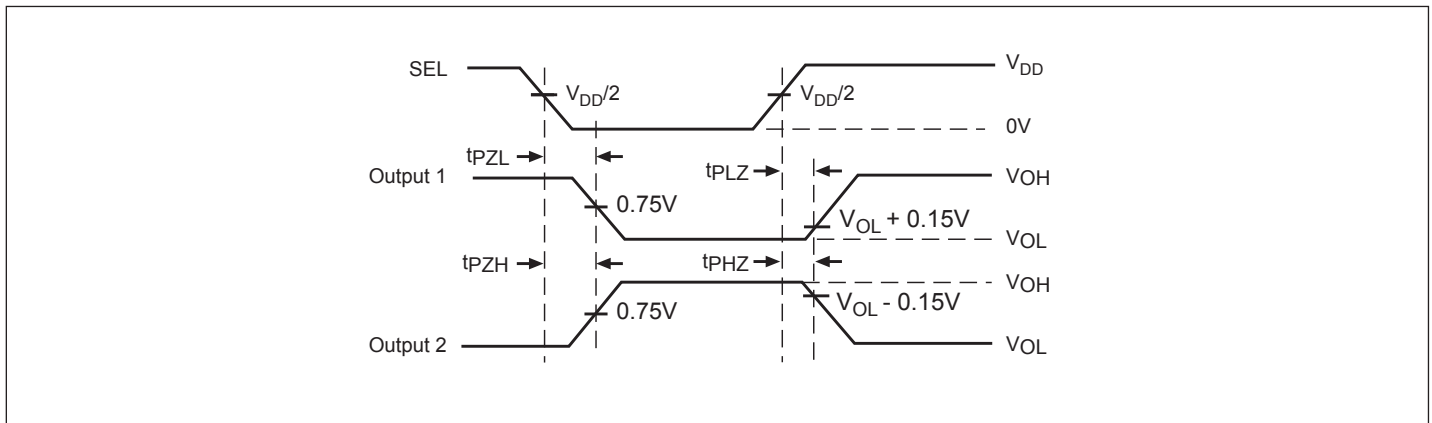 SEL
VDD/2
VDD/2
VDD
0V
tPZL
tPLZ
Output 1
0.75V
VOL + 0.15V
VOH
VOL
tPZH
tPHZ
VOH
0.75V
VOL - 0.15V
Output 2
VOL